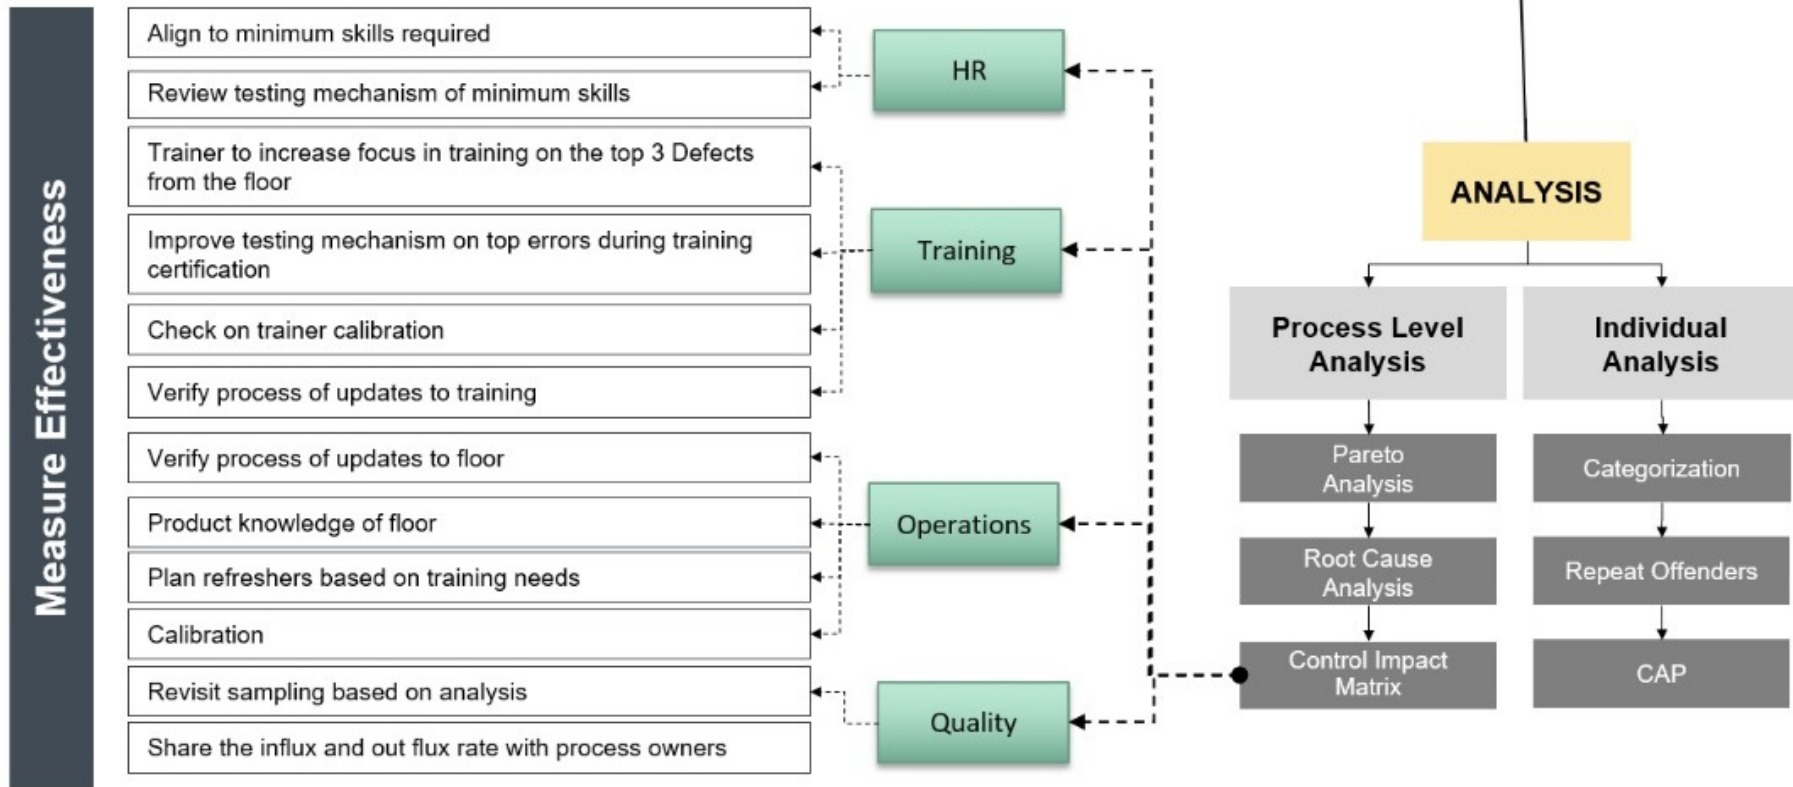 Measure Effectiveness
Align to minimum skills required
Review testing mechanism of minimum skills
Trainer to increase focus in training on the top 3 Defects
from the floor
Improve testing mechanism on top errors during training
certification
Check on trainer calibration
Verify process of updates to training
Verify process of updates to floor
Product knowledge of floor
Plan refreshers based on training needs
Calibration
Revisit sampling based on analysis
Share the influx and out flux rate with process owners
HR
Training
Operations
Quality
ANALYSIS
Process Level
Analysis
Pareto
Analysis
Root Cause
Analysis
Control Impact
Matrix
Individual
Analysis
Categorization
Repeat Offenders
CAP